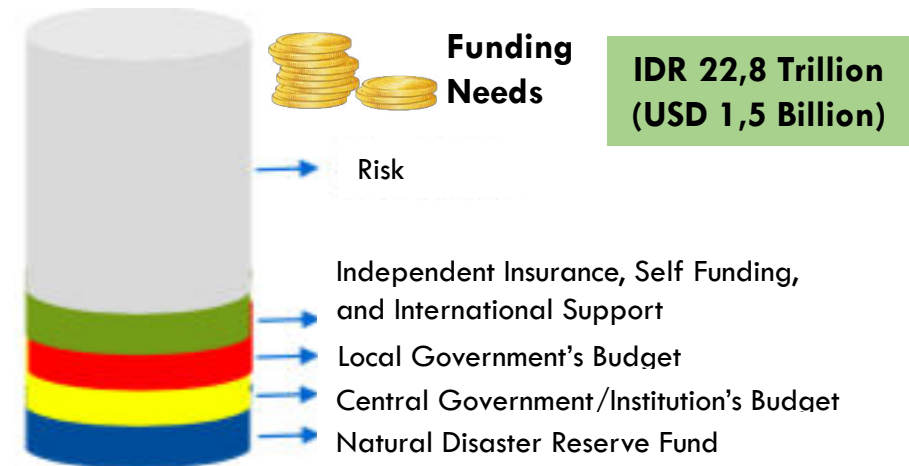 Funding
Needs
IDR 22,8 Trillion
(USD 1,5 Billion)
Risk
Independent Insurance, Self Funding,
and International Support
Local Government's Budget
Central Government/Institution's Budget
Natural Disaster Reserve Fund